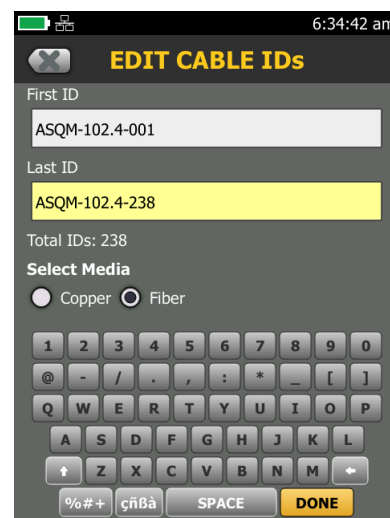 6:34:42 am
EDIT CABLE IDs
First ID
ASQM-102.4-001
Last ID
ASQM-102.4-238
Total IDs: 238
Select Media
Copper Fiber
1 2 3 4 5 6 7 8 9 0
@ - / . , : * _ [ ]
Q W E R T Y U I O P
A S D F G H J K L
Z X C V B N M
%#+ çñßà SPACE DONE